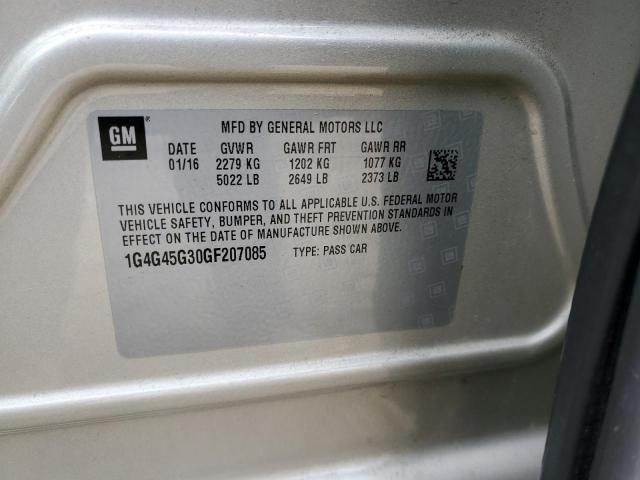 GM
MFD BY GENERAL MOTORS LLC
DATE GVWR GAWR FRT GAWR RR
01/16 2279 KG 1202 KG 1077 KG
5022 LB 2649 LB 2373 LB
THIS VEHICLE CONFORMS TO ALL APPLICABLE U.S. FEDERAL MOTOR
VEHICLE SAFETY, BUMPER, AND THEFT PREVENTION STANDARDS IN
EFFECT ON THE DATE OF MANUFACTURE SHOWN ABOVE.
1G4G45G30GF207085 TYPE: PASS CAR